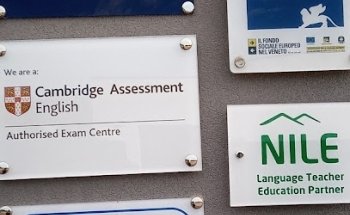 We are a:
Cambridge Assessment
English
Authorised Exam Centre
IL FONDO
SOCIALE EUROPEO
NEL VENETO
NILE
Language Teacher
Education Partner